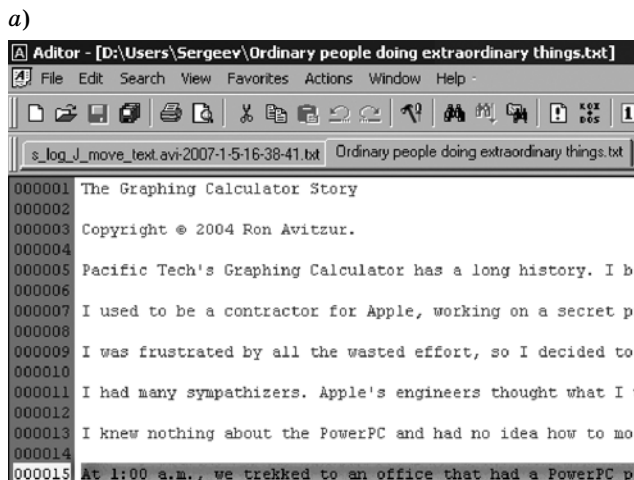 a)
Aditor - [D:\Users\Sergeev\Ordinary people doing extraordinary things.txt]
File Edit Search View Favorites Actions Window Help
KOI DOS 1
s_log_J_move_text.avi-2007-1-5-16-38-41.txt Ordinary people doing extraordinary things.txt
000001 The Graphing Calculator Story
000002
000003 Copyright © 2004 Ron Avitzur.
000004
000005 Pacific Tech's Graphing Calculator has a long history. I b
000006
000007 I used to be a contractor for Apple, working on a secret p
000008
000009 I was frustrated by all the wasted effort, so I decided to
000010
000011 I had many sympathizers. Apple's engineers thought what I
000012
000013 I knew nothing about the PowerPC and had no idea how to mo
000014
000015 At 1:00 a.m., we trekked to an office that had a PowerPC p